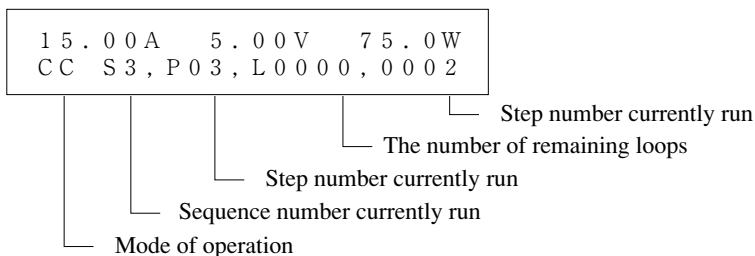 15.00A 5.00V 75.0W
CC S3,P03,L0000,0002
Step number currently run
The number of remaining loops
Step number currently run
Sequence number currently run
Mode of operation